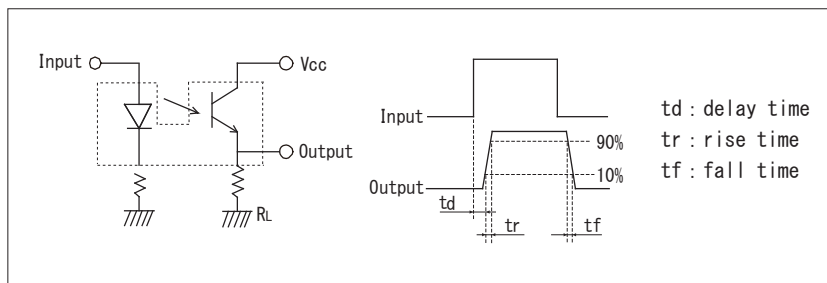 Input
Vcc
Output
RL
Input
Output
90%
10%
td
tr
tf
td : delay time
tr : rise time
tf : fall time